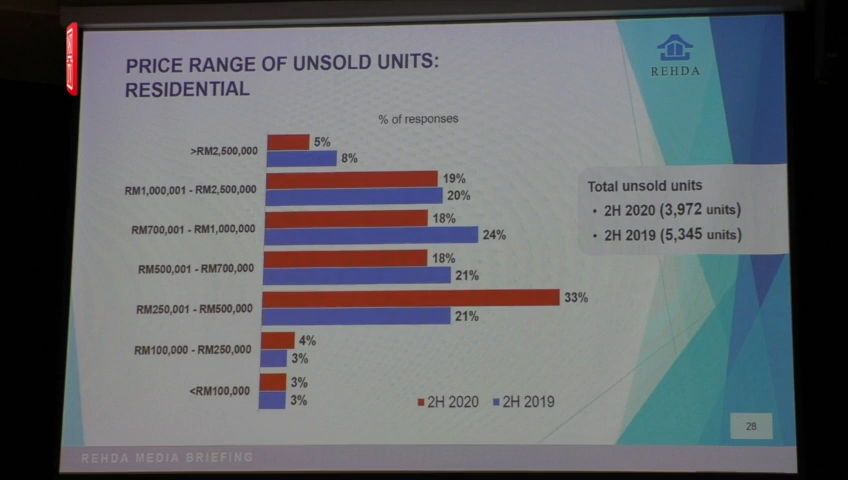 PRICE RANGE OF UNSOLD UNITS:
RESIDENTIAL
REHDA
% of responses
>RM2,500,000
5%
8%
RM1,000,001 - RM2,500,000
19%
20%
RM700,001 - RM1,000,000
18%
24%
RM500,001 - RM700,000
18%
21%
RM250,001 - RM500,000
33%
21%
RM100,000 - RM250,000
4%
3%
<RM100,000
3%
3%
2H 2020 2H 2019
Total unsold units
• 2H 2020 (3,972 units)
• 2H 2019 (5,345 units)
28
REHDA MEDIA BRIEFING